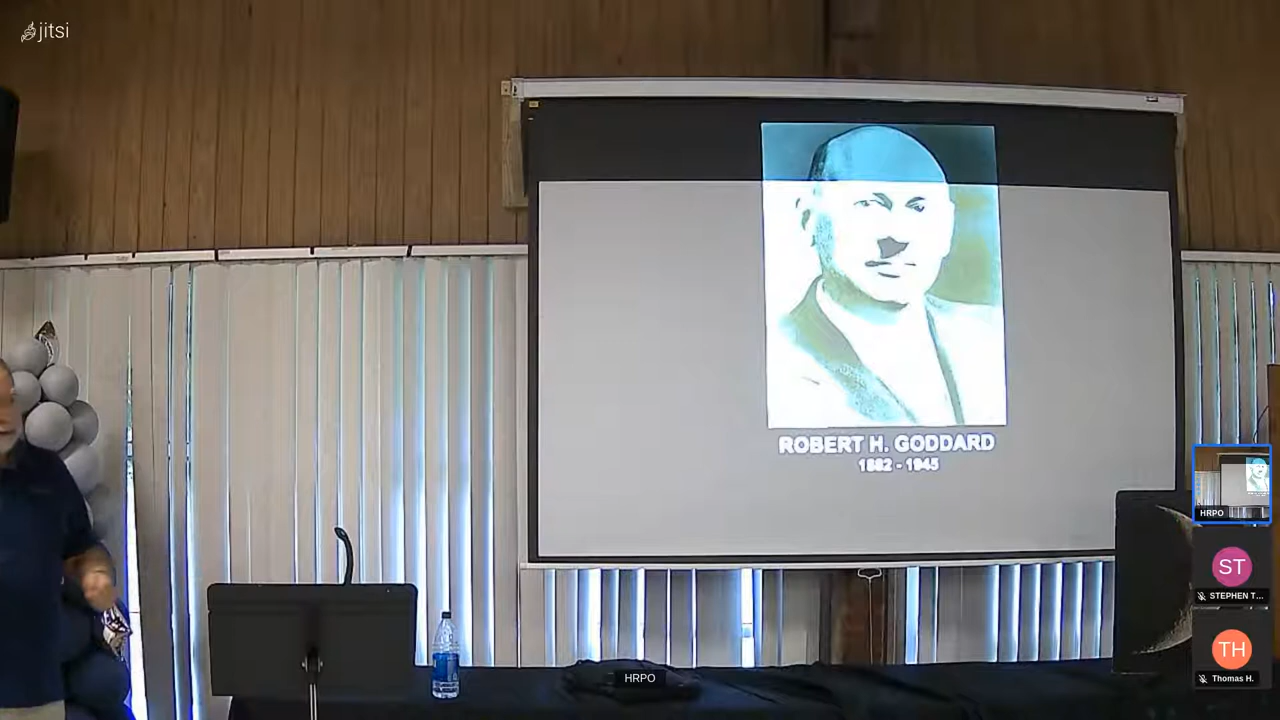 jitsi
ROBERT H. GODDARD
1882 - 1945
HRPO
ST
STEPHEN T...
TH
Thomas H.
HRPO